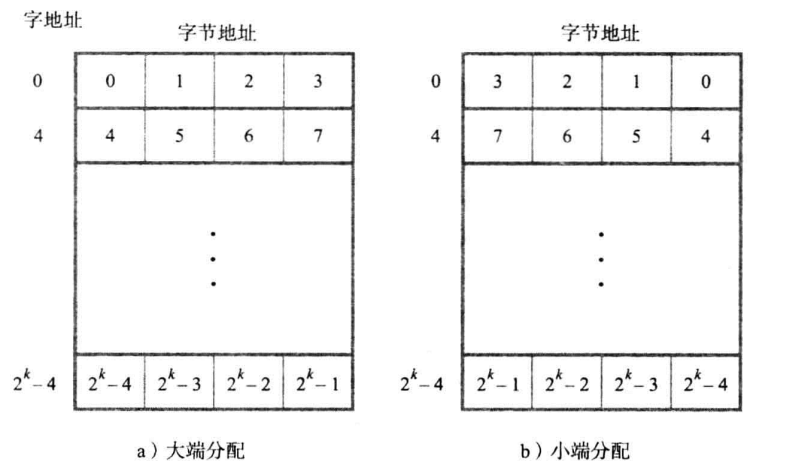 字地址
字节地址 字节地址
0 0 1 2 3 0 3 2 1 0
4 4 5 6 7 4 7 6 5 4
2^k−4 2^k−4 2^k−3 2^k−2 2^k−1 2^k−4 2^k−1 2^k−2 2^k−3 2^k−4
a）大端分配 b）小端分配